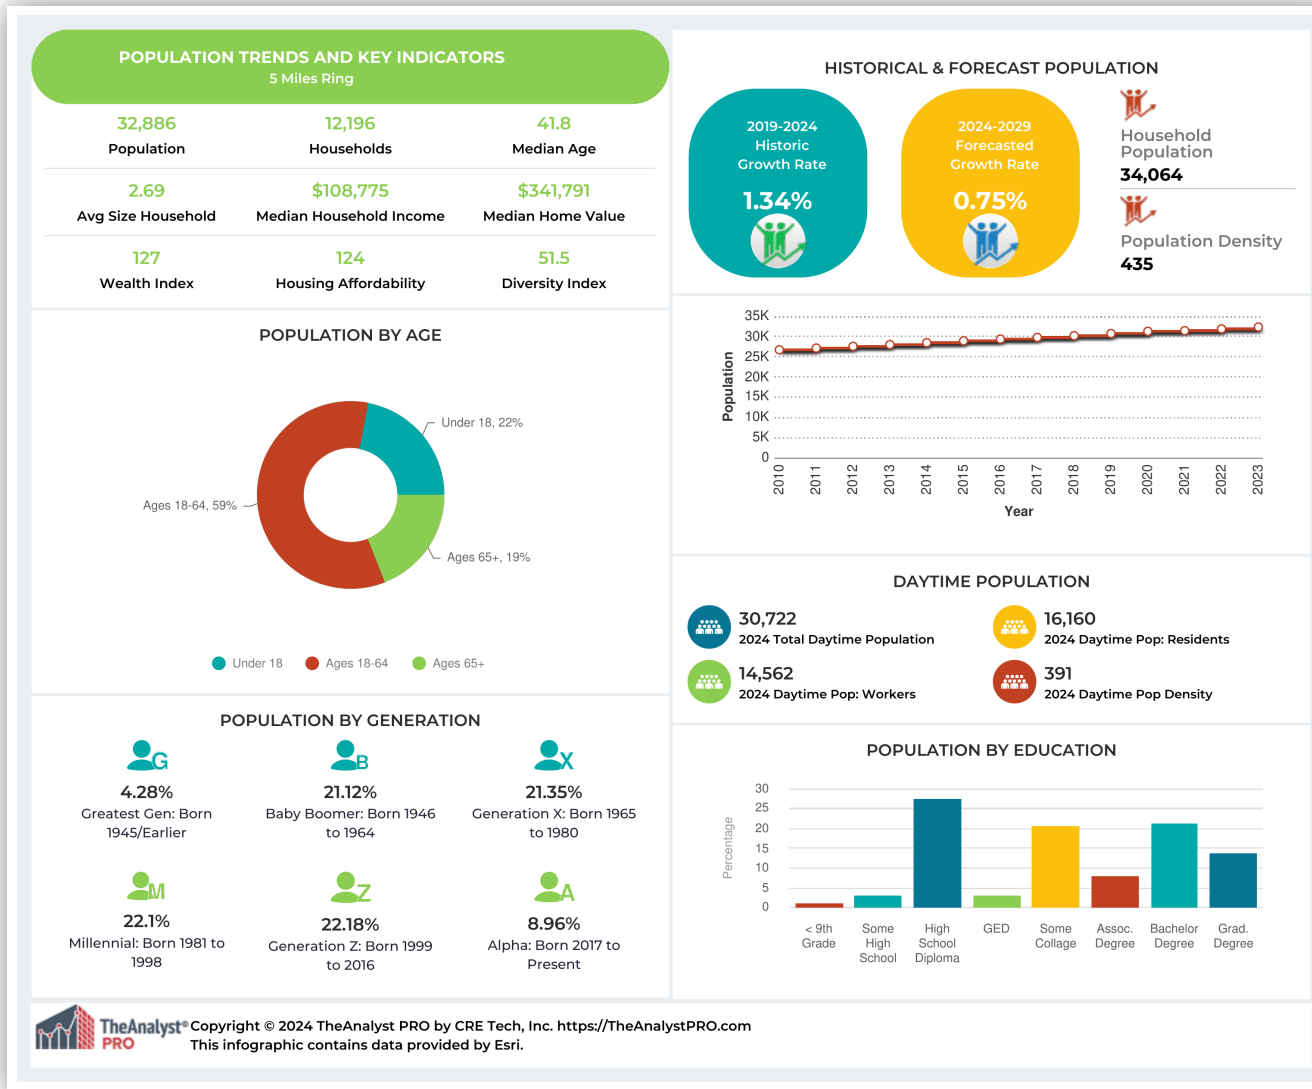 POPULATION TRENDS AND KEY INDICATORS
5 Miles Ring
32,886
Population
12,196
Households
41.8
Median Age
2.69
Avg Size Household
$108,775
Median Household Income
$341,791
Median Home Value
127
Wealth Index
124
Housing Affordability
51.5
Diversity Index
POPULATION BY AGE
Under 18, 22%
Ages 18-64, 59%
Ages 65+, 19%
Under 18
Ages 18-64
Ages 65+
POPULATION BY GENERATION
G
4.28%
Greatest Gen: Born
1945/Earlier
B
21.12%
Baby Boomer: Born 1946
to 1964
X
21.35%
Generation X: Born 1965
to 1980
M
22.1%
Millennial: Born 1981 to
1998
Z
22.18%
Generation Z: Born 1999
to 2016
A
8.96%
Alpha: Born 2017 to
Present
HISTORICAL & FORECAST POPULATION
2019-2024
Historic
Growth Rate
1.34%
2024-2029
Forecasted
Growth Rate
0.75%
Household
Population
34,064
Population Density
435
35K
30K
25K
20K
15K
10K
5K
0
Population
2010
2011
2012
2013
2014
2015
2016
2017
2018
2019
2020
2021
2022
2023
Year
DAYTIME POPULATION
30,722
2024 Total Daytime Population
16,160
2024 Daytime Pop: Residents
14,562
2024 Daytime Pop: Workers
391
2024 Daytime Pop Density
POPULATION BY EDUCATION
30
25
20
15
10
5
0
Percentage
< 9th
Grade
Some
High
School
High
School
Diploma
GED
Some
Collage
Assoc.
Degree
Bachelor
Degree
Grad.
Degree
TheAnalyst®
PRO
Copyright © 2024 TheAnalyst PRO by CRE Tech, Inc. https://TheAnalystPRO.com
This infographic contains data provided by Esri.